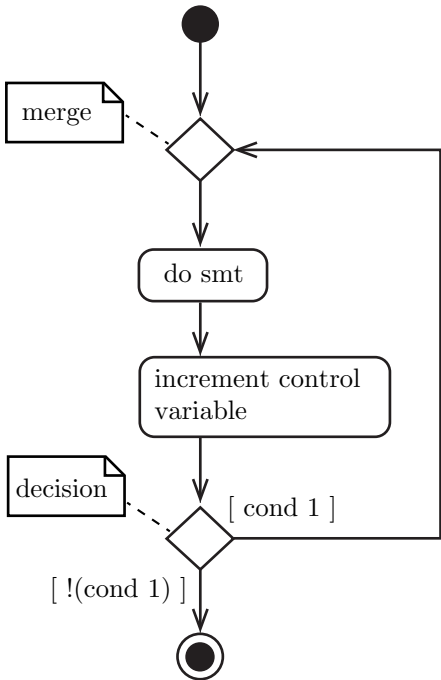 merge
do smt
increment control
variable
decision
[ cond 1 ]
[ !(cond 1) ]